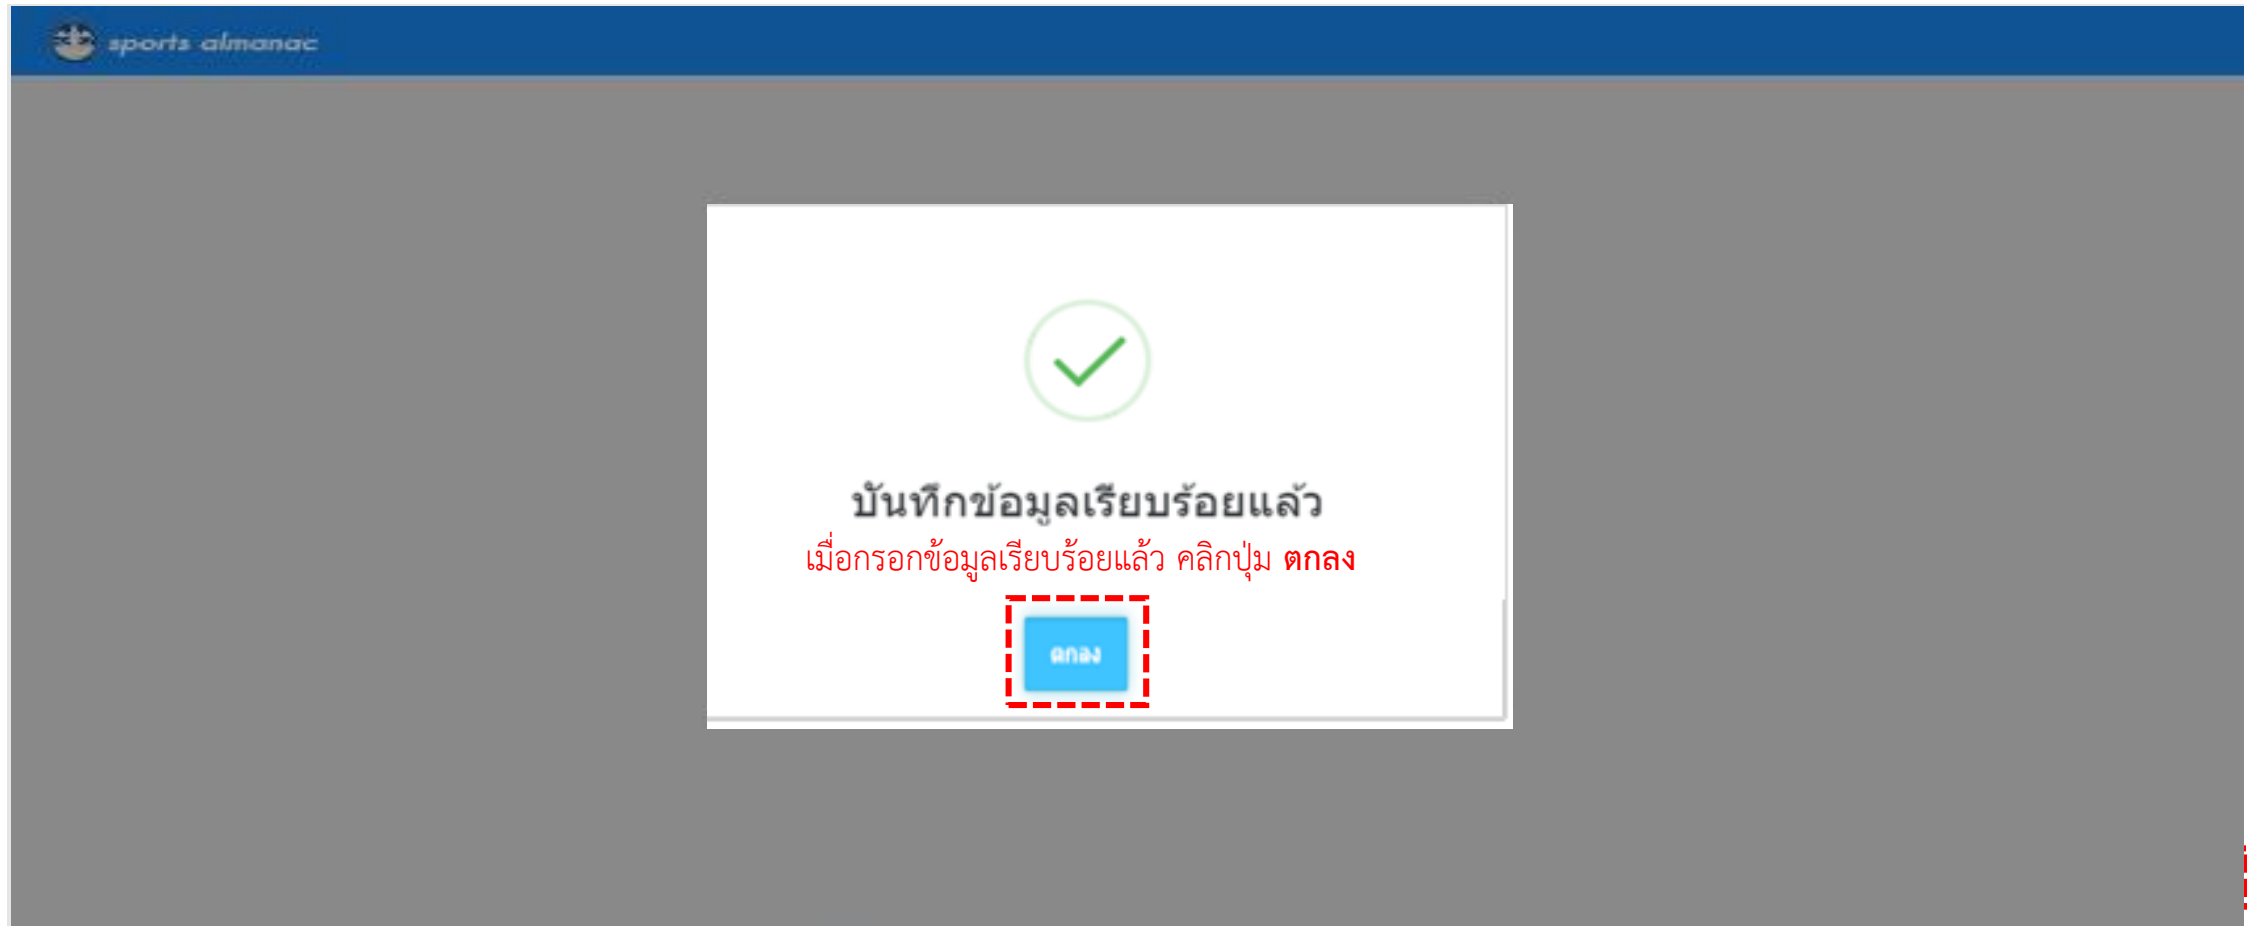 sports almanac
บันทึกข้อมูลเรียบร้อยแล้ว
เมื่อกรอกข้อมูลเรียบร้อยแล้ว คลิกปุ่ม ตกลง
ตกลง